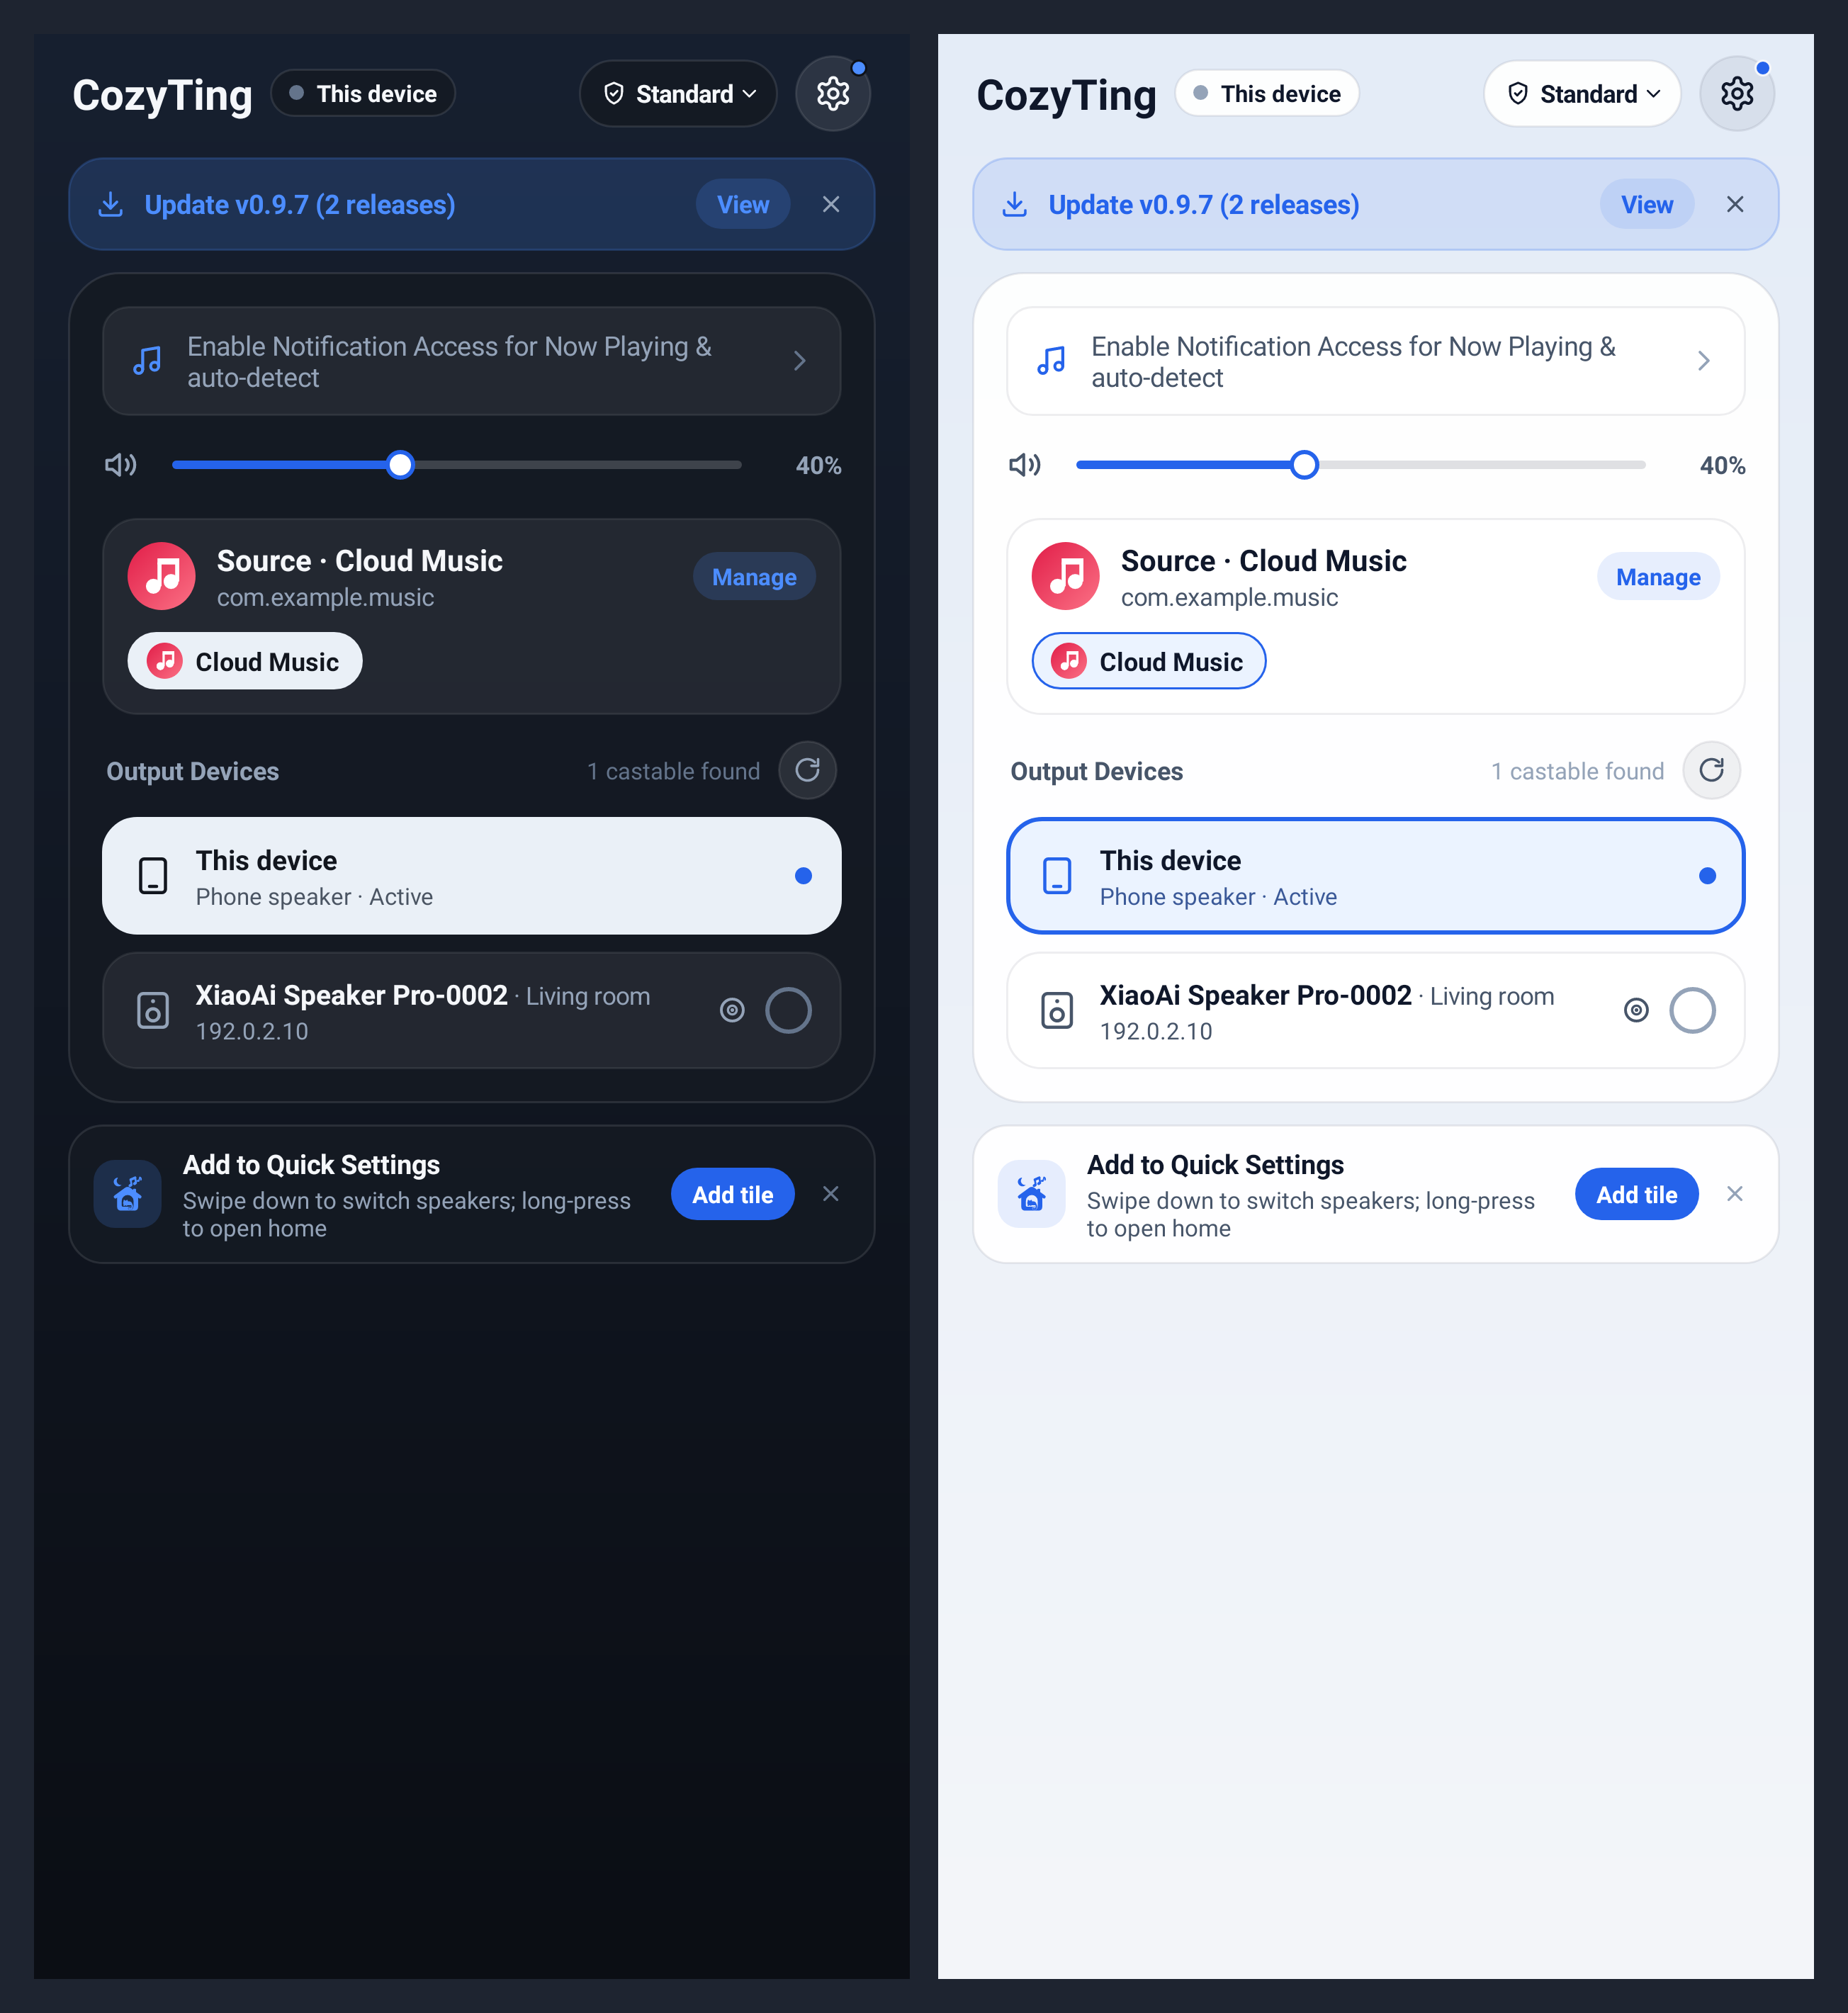 CozyTing
This device
Standard
Update v0.9.7 (2 releases)
View
Enable Notification Access for Now Playing &
auto-detect
40%
Source · Cloud Music
com.example.music
Manage
Cloud Music
Output Devices
1 castable found
This device
Phone speaker · Active
XiaoAi Speaker Pro-0002 · Living room
192.0.2.10
Add to Quick Settings
Swipe down to switch speakers; long-press
to open home
Add tile
CozyTing
This device
Standard
Update v0.9.7 (2 releases)
View
Enable Notification Access for Now Playing &
auto-detect
40%
Source · Cloud Music
com.example.music
Manage
Cloud Music
Output Devices
1 castable found
This device
Phone speaker · Active
XiaoAi Speaker Pro-0002 · Living room
192.0.2.10
Add to Quick Settings
Swipe down to switch speakers; long-press
to open home
Add tile